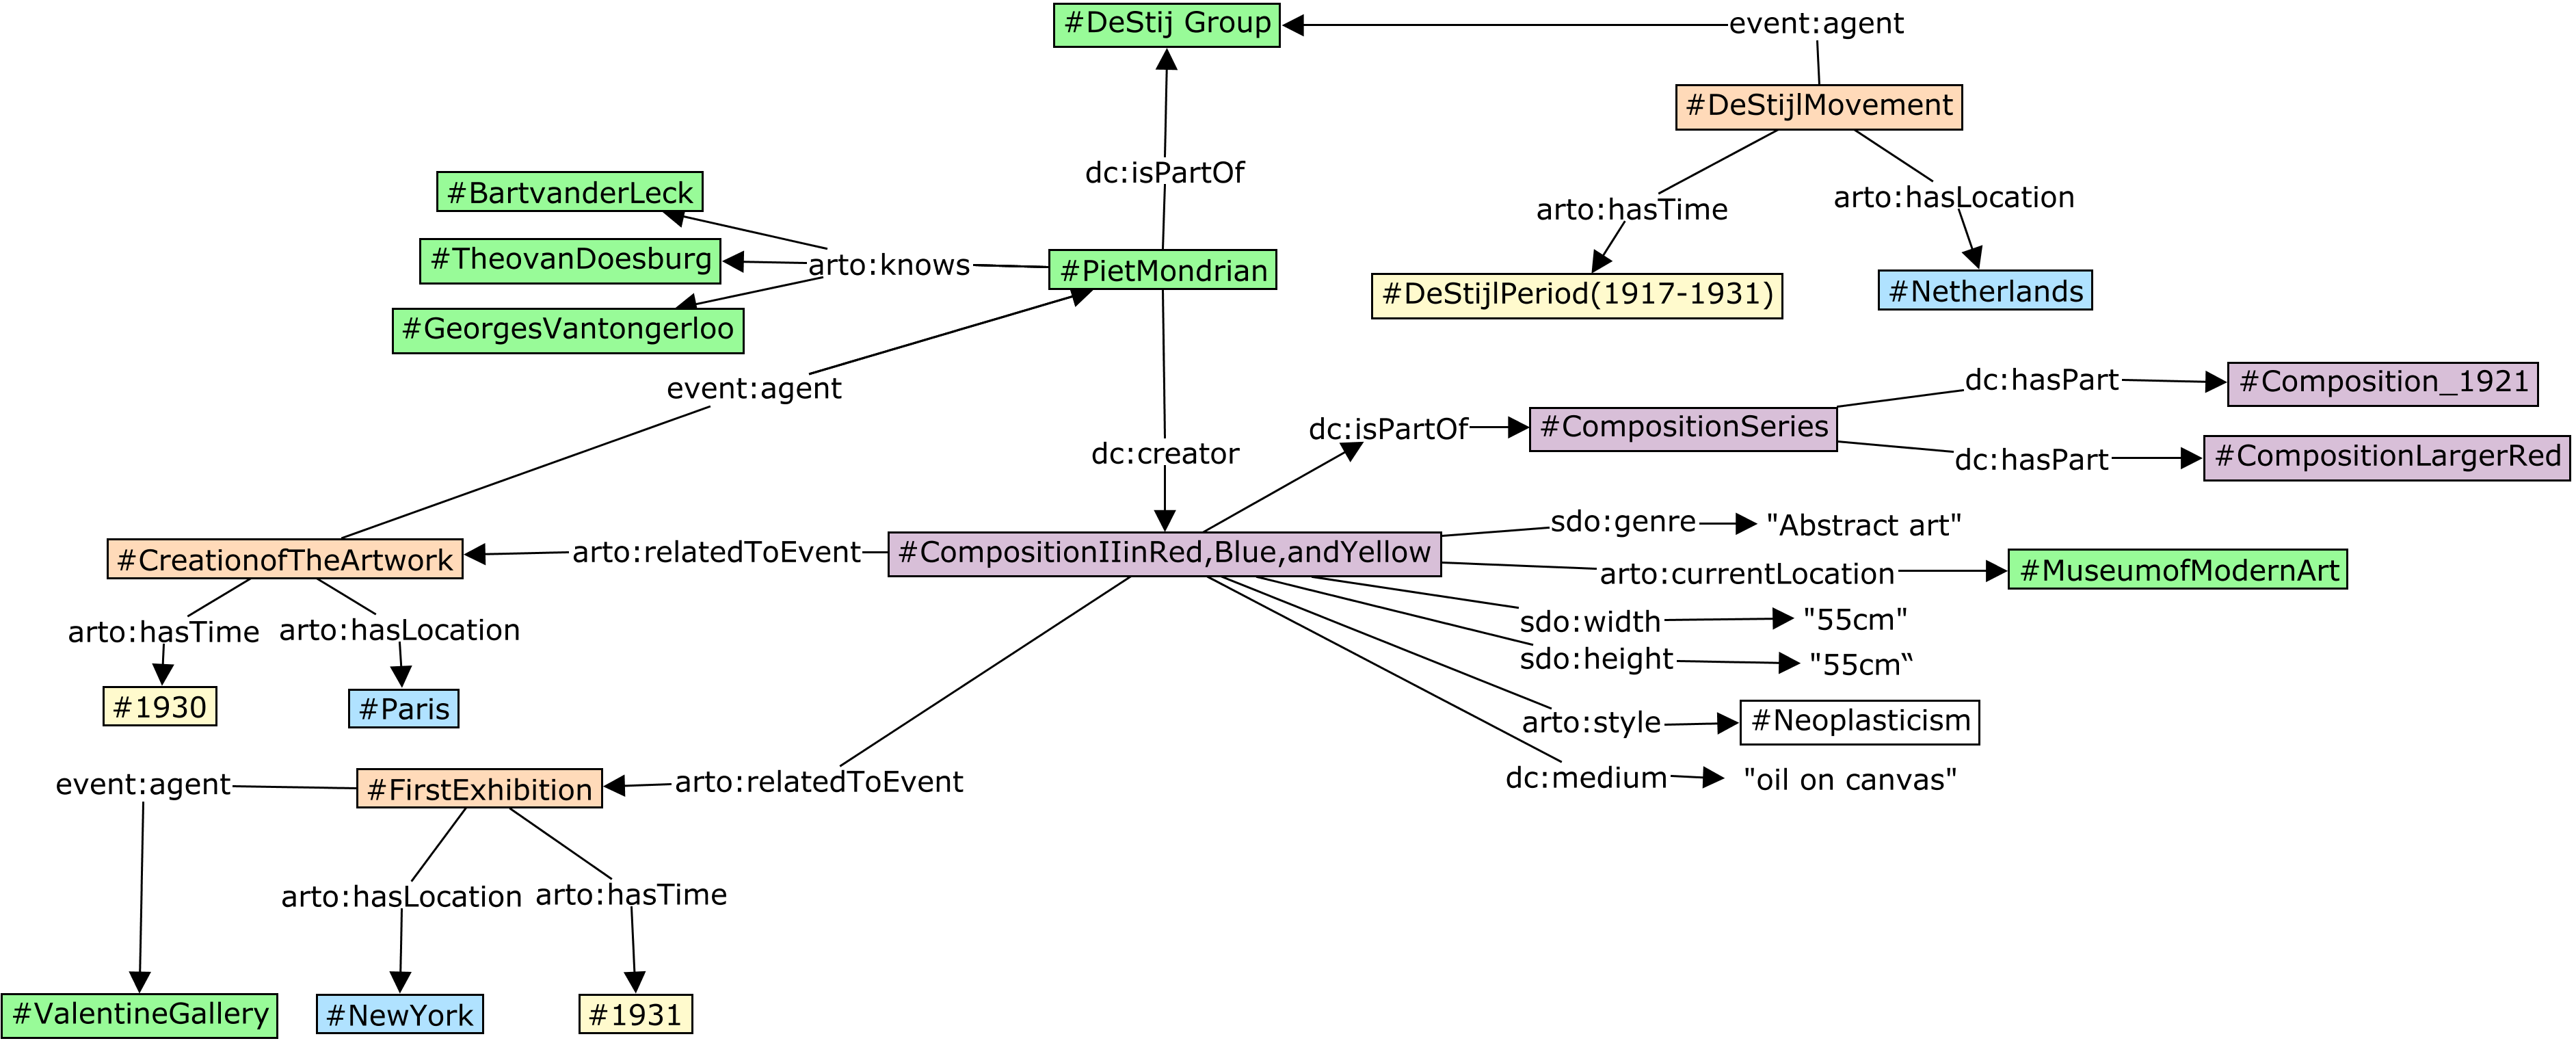 #DeStij Group
event:agent
#DeStijlMovement
dc:isPartOf
#BartvanderLeck
arto:hasTime
arto:hasLocation
#TheovanDoesburg
arto:knows
#PietMondrian
#DeStijlPeriod(1917-1931)
#Netherlands
#GeorgesVantongerloo
event:agent
dc:hasPart
#Composition_1921
dc:isPartOf
#CompositionSeries
dc:creator
dc:hasPart
#CompositionLargerRed
sdo:genre
"Abstract art"
#CreationofTheArtwork
arto:relatedToEvent
#CompositionIIinRed,Blue,andYellow
arto:currentLocation
#MuseumofModernArt
arto:hasTime
arto:hasLocation
sdo:width
"55cm"
sdo:height
"55cm‟
#1930
#Paris
arto:style
#Neoplasticism
event:agent
#FirstExhibition
arto:relatedToEvent
dc:medium
"oil on canvas"
arto:hasLocation
arto:hasTime
#ValentineGallery
#NewYork
#1931